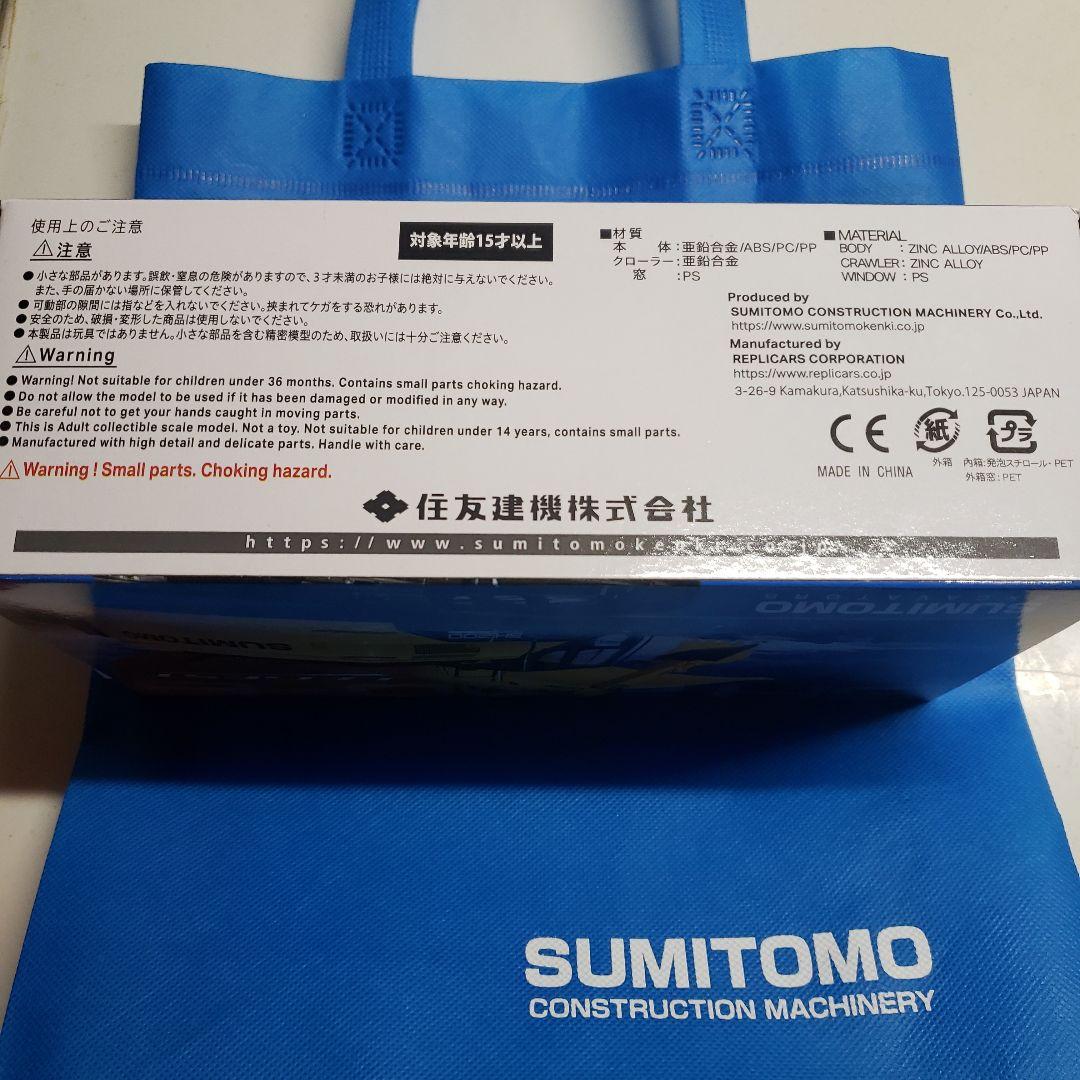 使用上のご注意
⚠注意
● 小さな部品があります。誤飲・窒息の危険がありますので、3才未満のお子様には絶対に与えないでください。
また、手の届かない場所に保管してください。
● 可動部の隙間には指などを入れないでください。挟まれてケガをする恐れがあります。
● 安全のため、破損・変形した商品は使用しないでください。
● 本製品は玩具ではありません。小さな部品を含む精密模型のため、取扱いには十分ご注意ください。
⚠Warning
● Warning! Not suitable for children under 36 months. Contains small parts choking hazard.
● Do not allow the model to be used if it has been damaged or modified in any way.
● Be careful not to get your hands caught in moving parts.
● This is Adult collectible scale model. Not a toy. Not suitable for children under 14 years, contains small parts.
● Manufactured with high detail and delicate parts. Handle with care.
⚠ Warning ! Small parts. Choking hazard.
対象年齢15才以上
■材質
本 体:亜鉛合金/ABS/PC/PP
クローラー:亜鉛合金
窓 :PS
■MATERIAL
BODY : ZINC ALLOY/ABS/PC/PP
CRAWLER: ZINC ALLOY
WINDOW : PS
Produced by
SUMITOMO CONSTRUCTION MACHINERY Co.,Ltd.
https://www.sumitomokenki.co.jp
Manufactured by
REPLICARS CORPORATION
https://www.replicars.co.jp
3-26-9 Kamakura,Katsushika-ku,Tokyo.125-0053 JAPAN
CE
紙
プラ
MADE IN CHINA
外箱
内箱:発泡スチロール・PET
外箱窓:PET
住友建機株式会社
https://www.sumitomokenki.co.jp
SUMITOMO
SUMITOMO
SUMITOMO
CONSTRUCTION MACHINERY